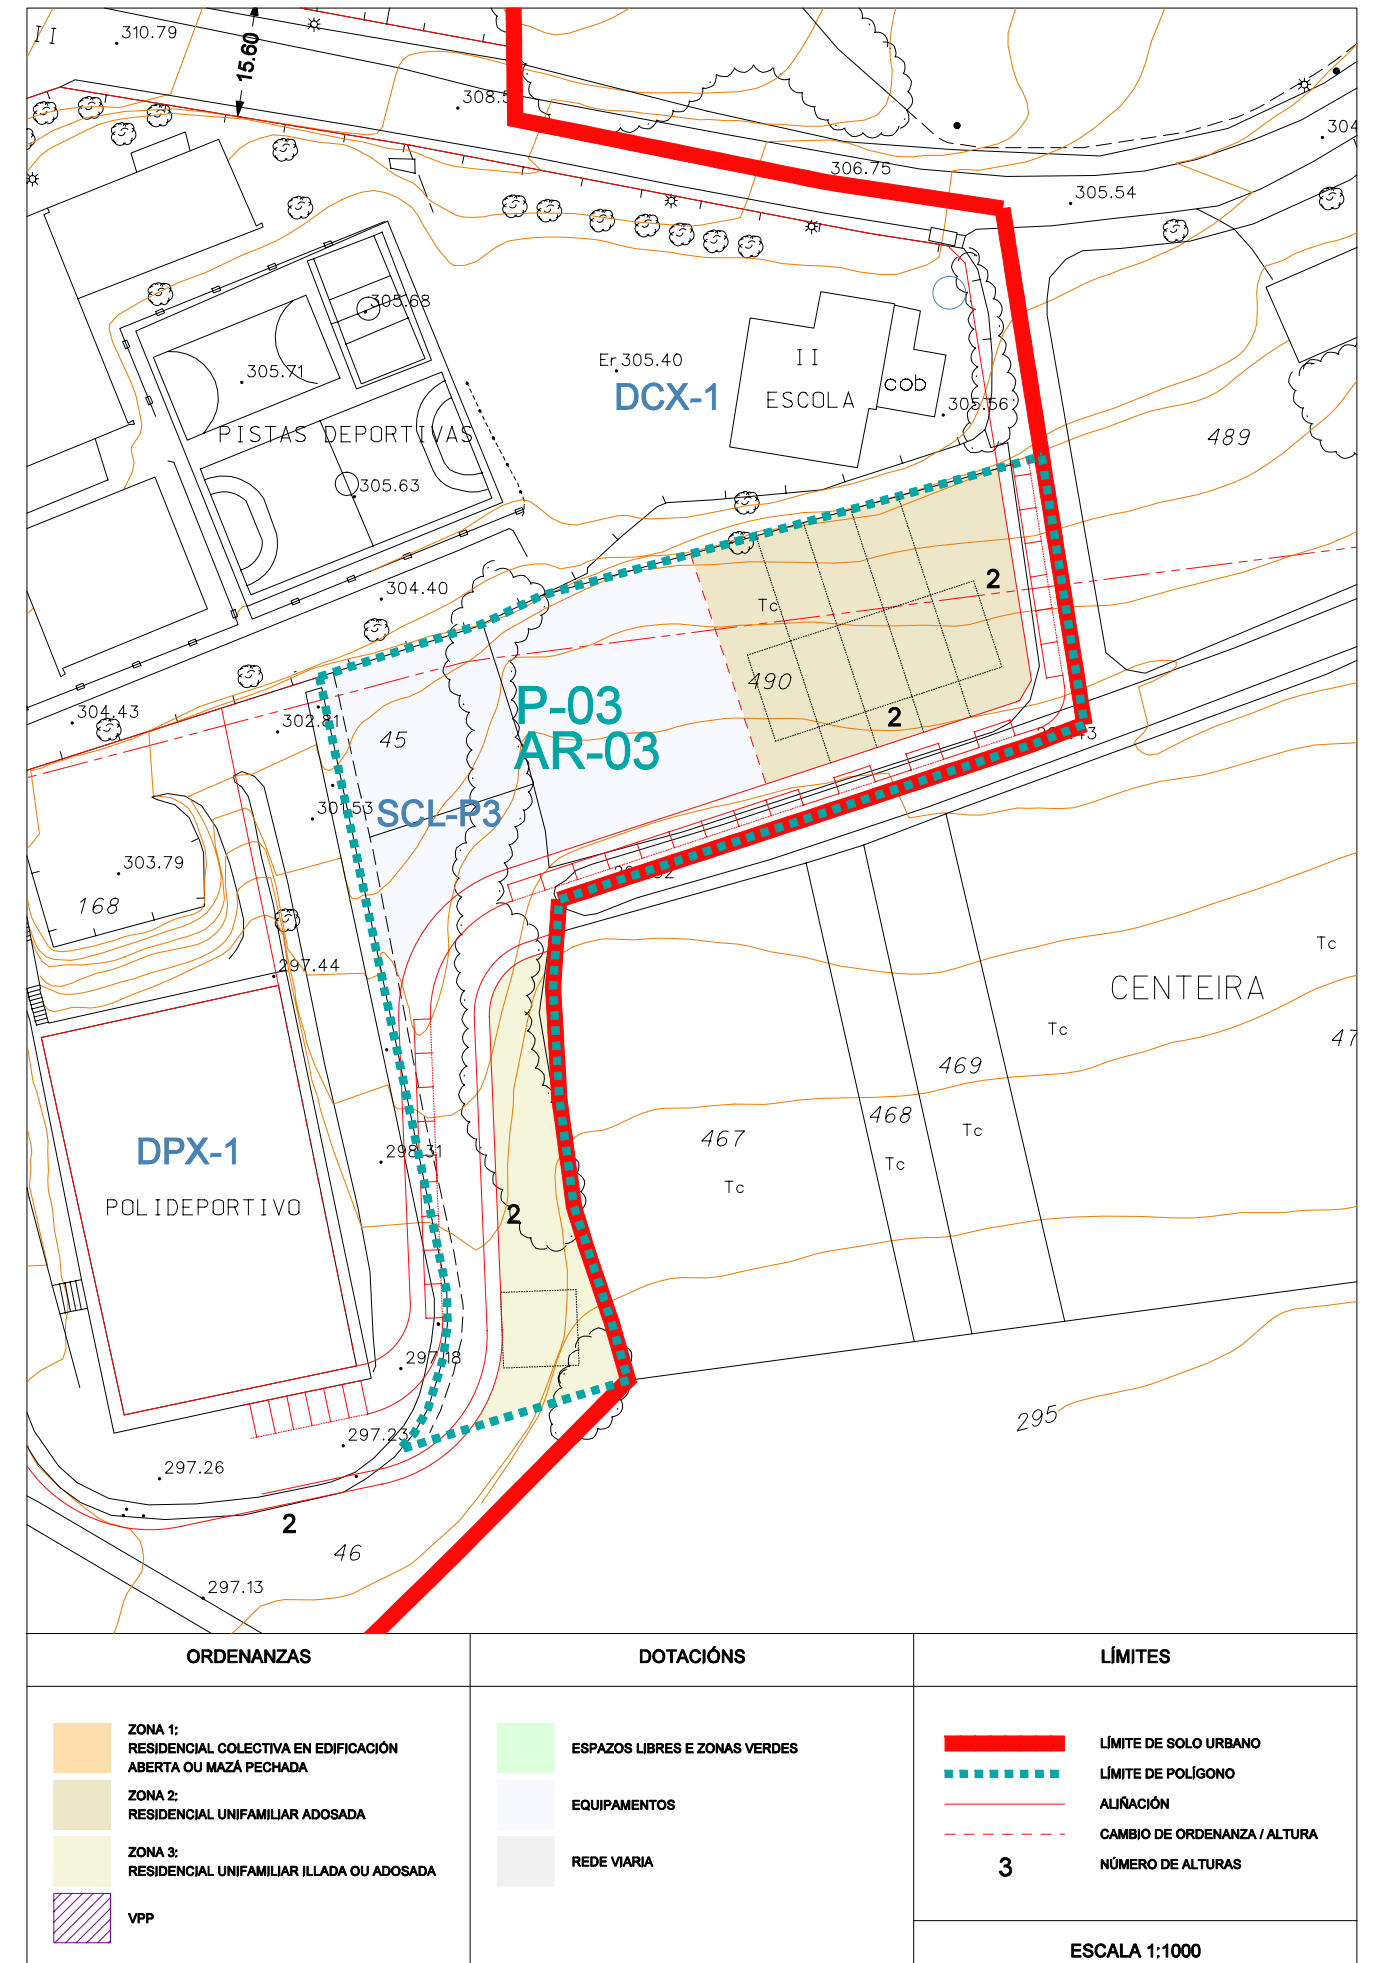 II
310.79
15.60
308.5
306.75
304
305.54
305.68
305.71
Er 305.40
DCX-1
II
ESCOLA
cob
305.56
PISTAS DEPORTIVAS
489
305.63
304.40
2
Tc
490
P-03
AR-03
2
304.43
302.81
45
301.53
SCL-P3
303.79
168
297.44
CENTEIRA
Tc
Tc
47
469
468
467
Tc
Tc
Tc
DPX-1
298.31
POLIDEPORTIVO
2
297.18
295
297.23
297.26
2
46
297.13
ORDENANZAS
ZONA 1:
RESIDENCIAL COLECTIVA EN EDIFICACIÓN
ABERTA OU MAZÁ PECHADA
ZONA 2:
RESIDENCIAL UNIFAMILIAR ADOSADA
ZONA 3:
RESIDENCIAL UNIFAMILIAR ILLADA OU ADOSADA
VPP
DOTACIÓNS
ESPAZOS LIBRES E ZONAS VERDES
EQUIPAMENTOS
REDE VIARIA
LÍMITES
LÍMITE DE SOLO URBANO
LÍMITE DE POLÍGONO
ALIÑACIÓN
CAMBIO DE ORDENANZA / ALTURA
3 NÚMERO DE ALTURAS
ESCALA 1:1000